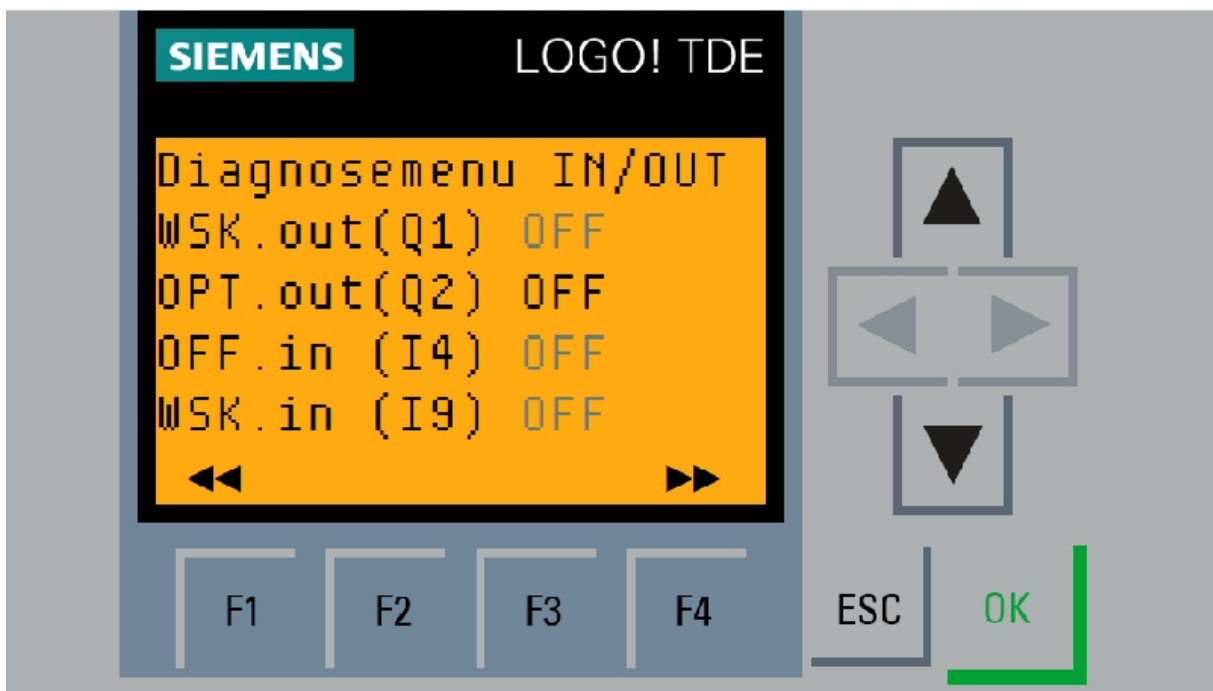 SIEMENS LOGO! TDE
Diagnosemenu IN/OUT
WSK.out(Q1) OFF
OPT.out(Q2) OFF
OFF.in (I4) OFF
WSK.in (I9) OFF
F1 F2 F3 F4 ESC OK